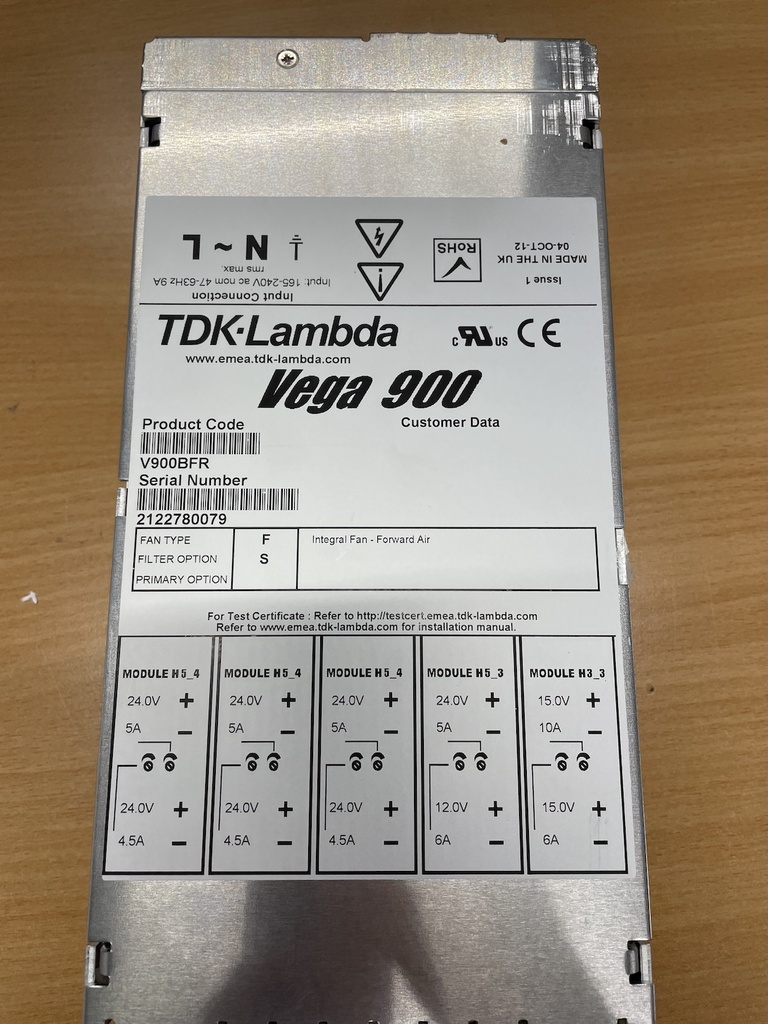 Input Connection
Input: 165-240V ac nom 47-63Hz 9A
rms max.
N ~ L
RoHS
Issue 1
MADE IN THE UK
04-OCT-12
TDK·Lambda
c RU us CE
www.emea.tdk-lambda.com
Vega 900
Product Code
Customer Data
V900BFR
Serial Number
2122780079
FAN TYPE F Integral Fan - Forward Air
FILTER OPTION S
PRIMARY OPTION
For Test Certificate : Refer to http://testcert.emea.tdk-lambda.com
Refer to www.emea.tdk-lambda.com for installation manual.
MODULE H5_4 MODULE H5_4 MODULE H5_4 MODULE H5_3 MODULE H3_3
24.0V + 24.0V + 24.0V + 24.0V + 15.0V +
5A − 5A − 5A − 5A − 10A −
24.0V + 24.0V + 24.0V + 12.0V + 15.0V +
4.5A − 4.5A − 4.5A − 6A − 6A −